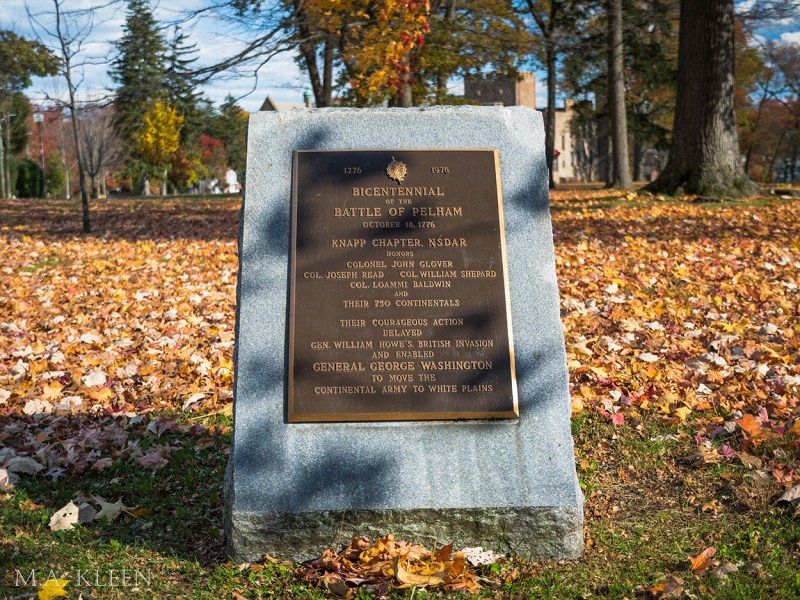 1776 1976
BICENTENNIAL
OF THE
BATTLE OF PELHAM
OCTOBER 18, 1776
KNAPP CHAPTER, NSDAR
HONORS
COLONEL JOHN GLOVER
COL. JOSEPH READ COL. WILLIAM SHEPARD
COL. LOAMMI BALDWIN
AND
THEIR 750 CONTINENTALS
THEIR COURAGEOUS ACTION
DELAYED
GEN. WILLIAM HOWE'S BRITISH INVASION
AND ENABLED
GENERAL GEORGE WASHINGTON
TO MOVE THE
CONTINENTAL ARMY TO WHITE PLAINS
M.A. KLEEN